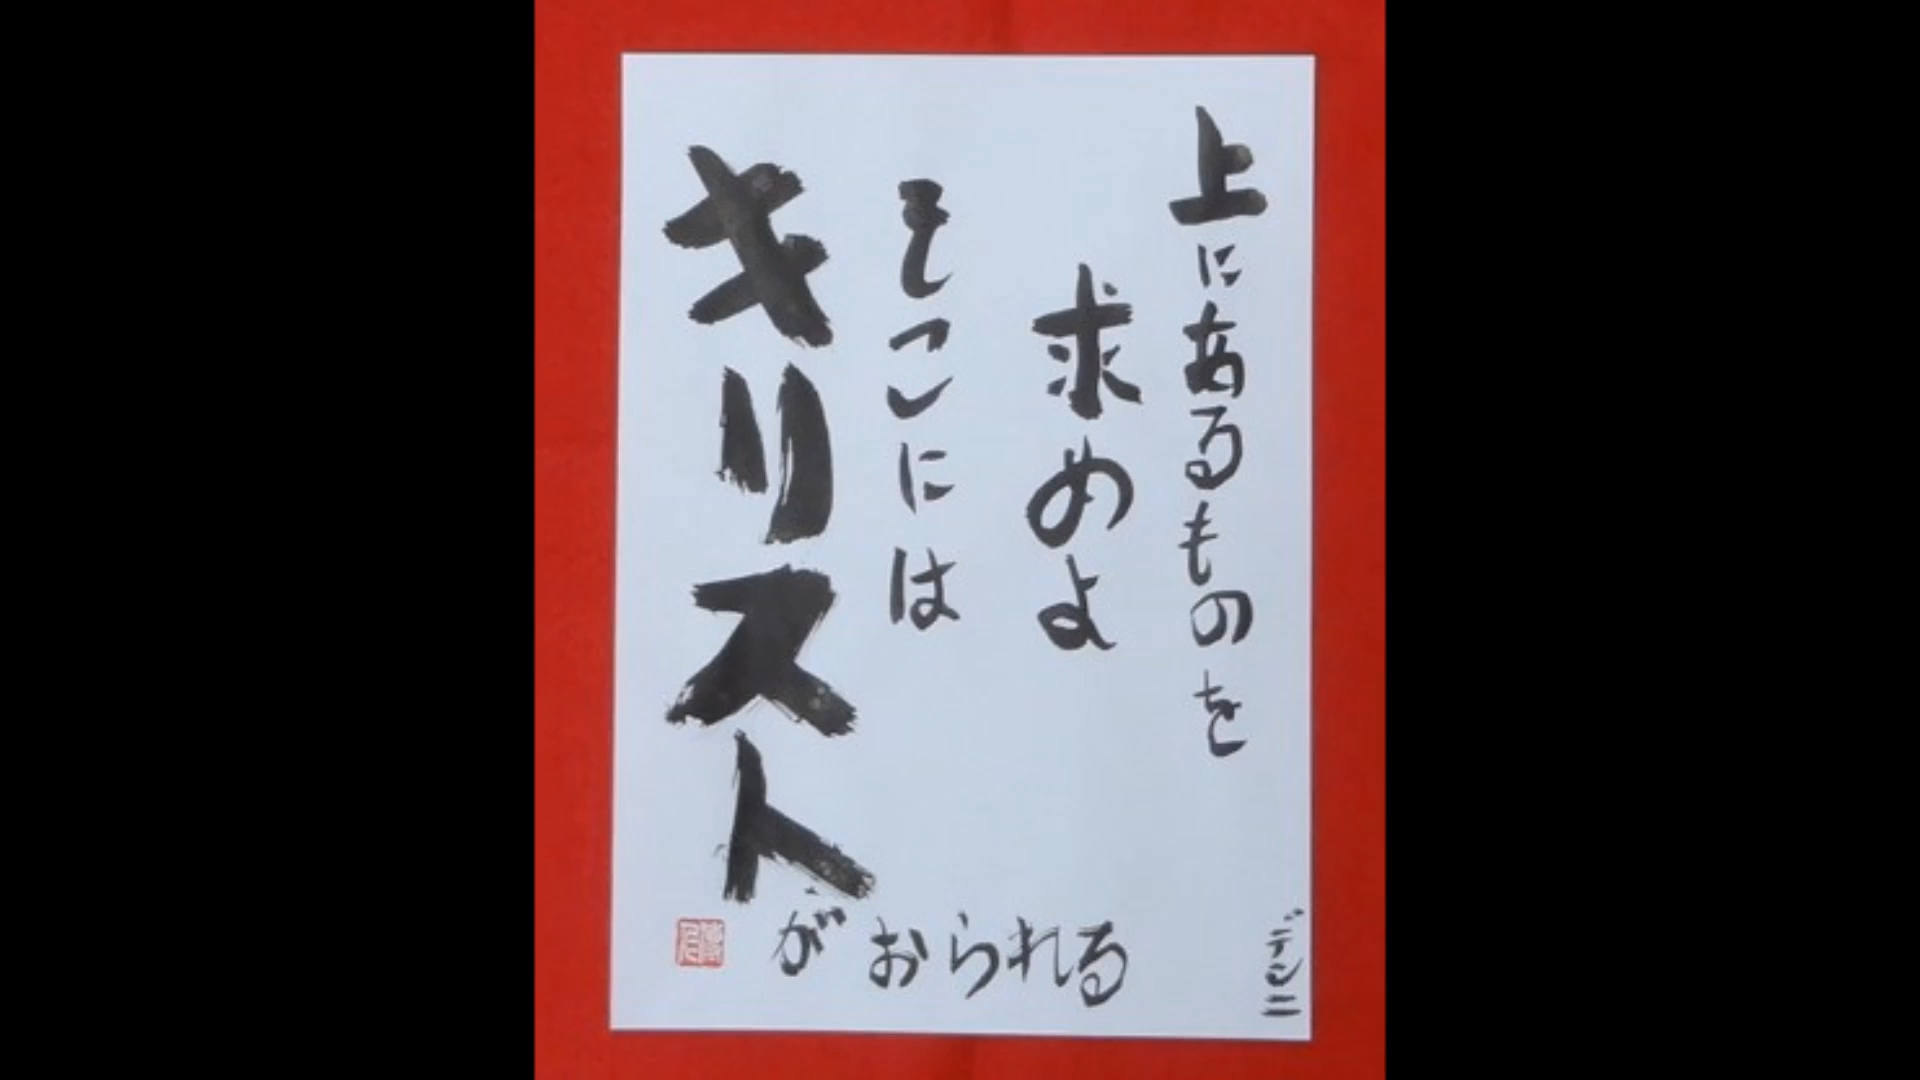 上にあるものを
求めよ
そこには
キリスト
がおられる
デンニ